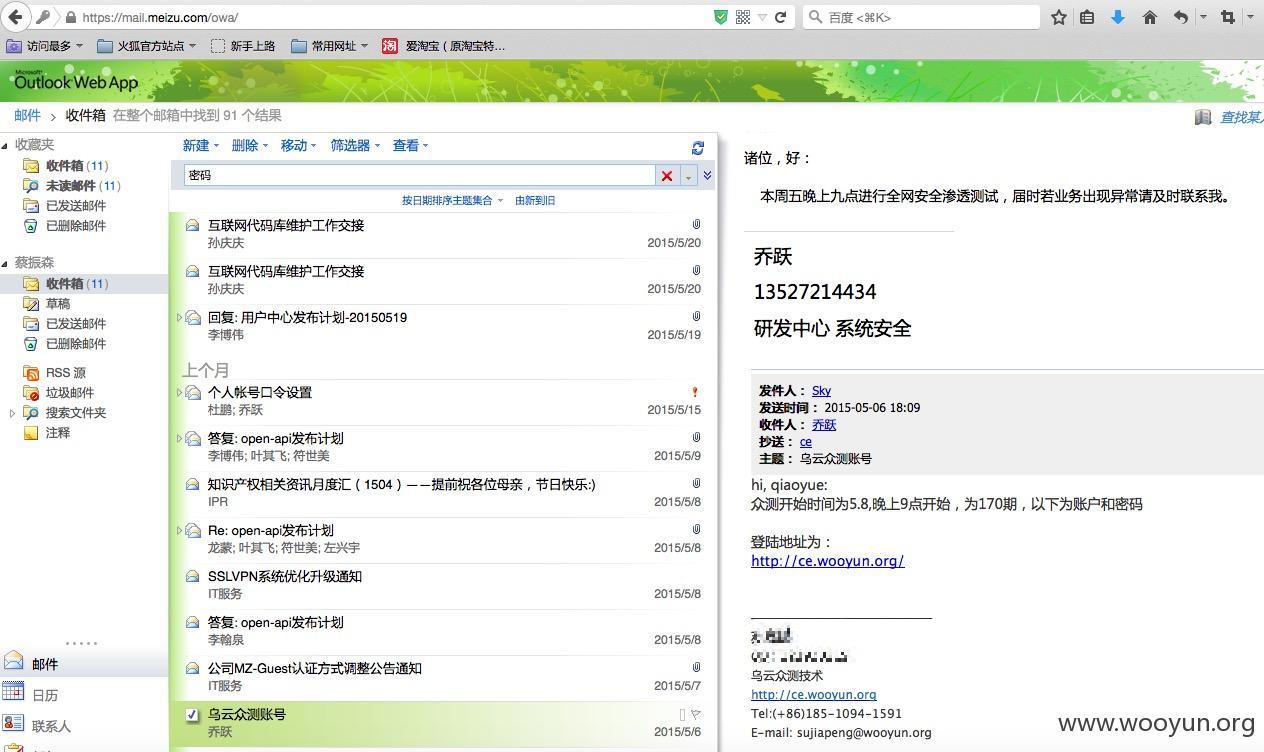 https://mail.meizu.com/owa/
百度 <⌘K>
访问最多
火狐官方站点
新手上路
常用网址
淘
爱淘宝（原淘宝特...
Microsoft
Outlook Web App
邮件 › 收件箱 在整个邮箱中找到 91 个结果
查找某人
收藏夹
收件箱 (11)
未读邮件 (11)
已发送邮件
已删除邮件
蔡振森
收件箱 (11)
草稿
已发送邮件
已删除邮件
RSS 源
垃圾邮件
搜索文件夹
注释
邮件
日历
联系人
新建 删除 移动 筛选器 查看
密码
按日期排序主题集合 由新到旧
互联网代码库维护工作交接
孙庆庆 2015/5/20
互联网代码库维护工作交接
孙庆庆 2015/5/20
回复: 用户中心发布计划-20150519
李博伟 2015/5/19
上个月
个人帐号口令设置
杜鹏; 乔跃 2015/5/15
答复: open-api发布计划
李博伟; 叶其飞; 符世美 2015/5/9
知识产权相关资讯月度汇（1504）——提前祝各位母亲，节日快乐:)
IPR 2015/5/8
Re: open-api发布计划
龙蒙; 叶其飞; 符世美; 左兴宇 2015/5/8
SSLVPN系统优化升级通知
IT服务 2015/5/8
答复: open-api发布计划
李翰泉 2015/5/8
公司MZ-Guest认证方式调整公告通知
IT服务 2015/5/7
乌云众测账号
乔跃 2015/5/6
诸位，好：
本周五晚上九点进行全网安全渗透测试，届时若业务出现异常请及时联系我。
乔跃
13527214434
研发中心 系统安全
发件人： Sky
发送时间： 2015-05-06 18:09
收件人： 乔跃
抄送： ce
主题： 乌云众测账号
hi, qiaoyue:
众测开始时间为5.8,晚上9点开始，为170期，以下为账户和密码
登陆地址为：
http://ce.wooyun.org/
乌云众测技术
http://ce.wooyun.org
Tel:(+86)185-1094-1591
E-mail: sujiapeng@wooyun.org
www.wooyun.org